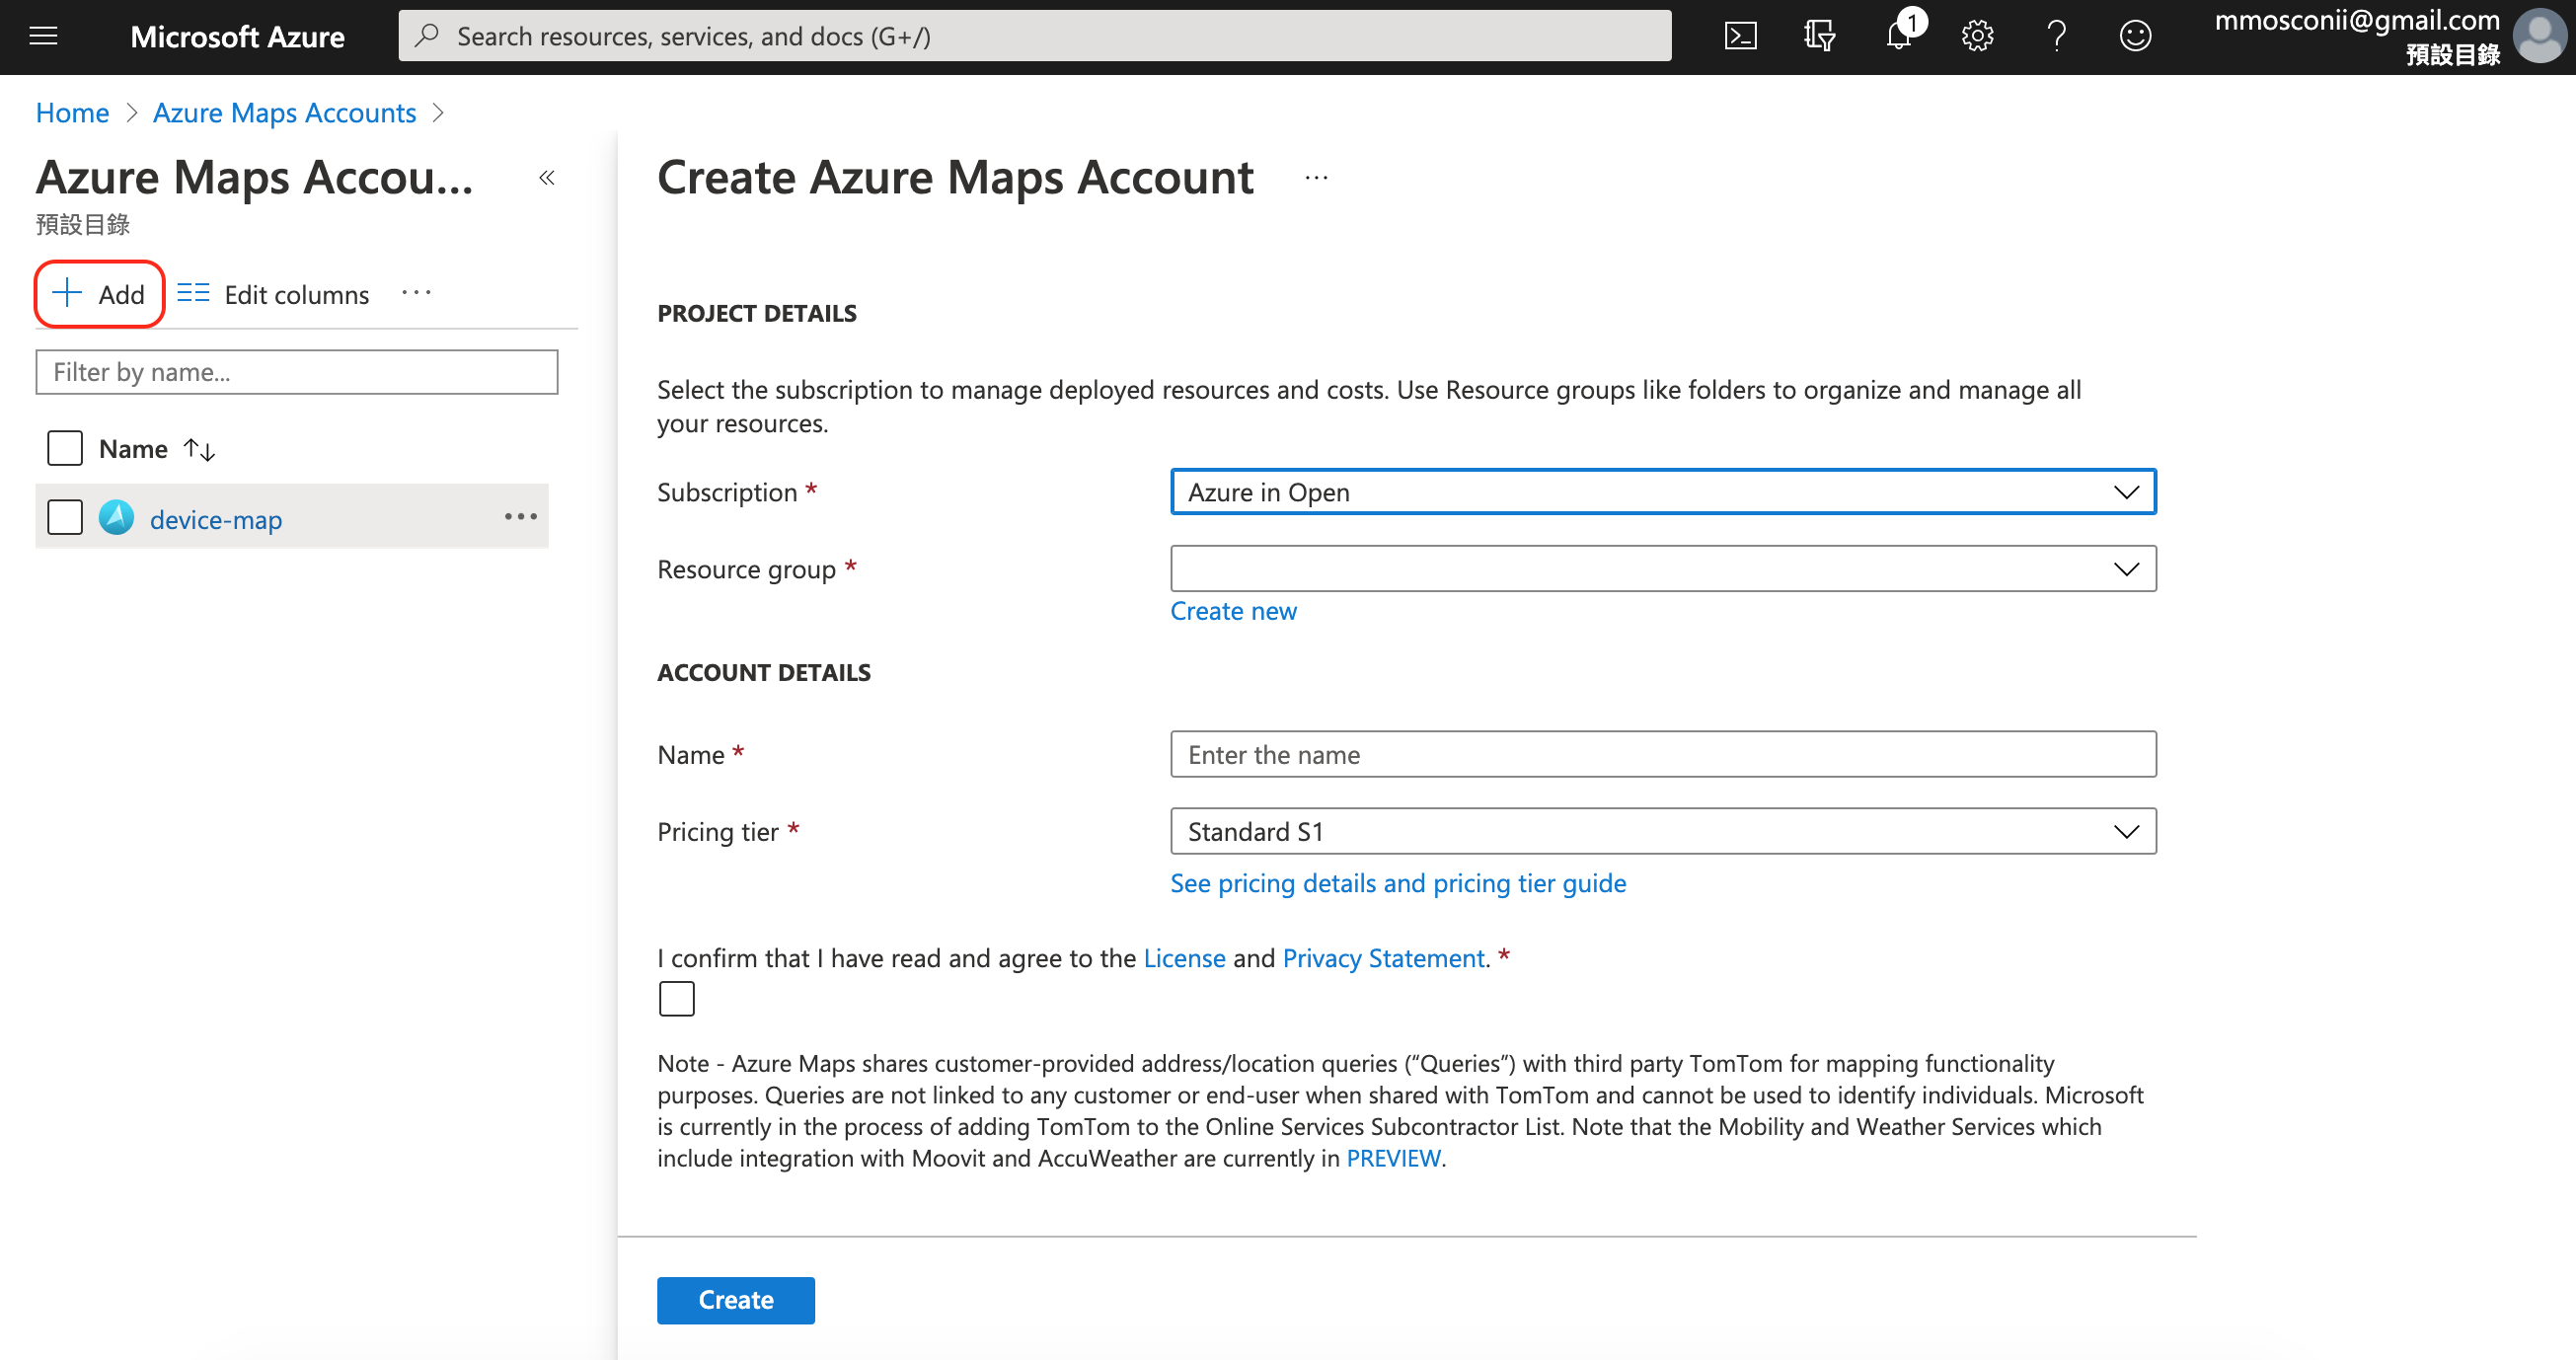 Microsoft Azure
Search resources, services, and docs (G+/)
1
mmosconii@gmail.com
預設目錄
Home > Azure Maps Accounts >
Azure Maps Accou...
預設目錄
Add
Edit columns
Filter by name...
Name
device-map
Create Azure Maps Account
PROJECT DETAILS
Select the subscription to manage deployed resources and costs. Use Resource groups like folders to organize and manage all
your resources.
Subscription *
Azure in Open
Resource group *
Create new
ACCOUNT DETAILS
Name *
Enter the name
Pricing tier *
Standard S1
See pricing details and pricing tier guide
I confirm that I have read and agree to the License and Privacy Statement. *
Note - Azure Maps shares customer-provided address/location queries (“Queries”) with third party TomTom for mapping functionality
purposes. Queries are not linked to any customer or end-user when shared with TomTom and cannot be used to identify individuals. Microsoft
is currently in the process of adding TomTom to the Online Services Subcontractor List. Note that the Mobility and Weather Services which
include integration with Moovit and AccuWeather are currently in PREVIEW.
Create